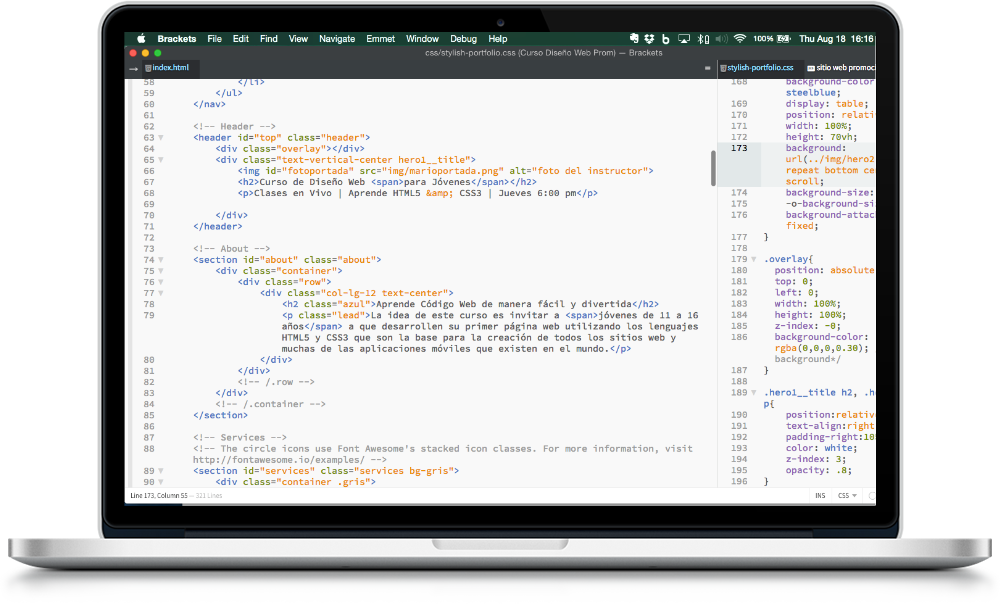 Brackets File Edit Find View Navigate Emmet Window Debug Help 100% Thu Aug 18 16:16
css/stylish-portfolio.css (Curso Diseño Web Prom) — Brackets
index.html
58 </li>
59 </ul>
60 </nav>
61
62 <!-- Header -->
63 <header id="top" class="header">
64 <div class="overlay"></div>
65 <div class="text-vertical-center hero1__title">
66 <img id="fotoportada" src="img/marioportada.png" alt="foto del instructor">
67 <h2>Curso de Diseño Web <span>para Jóvenes</span></h2>
68 <p>Clases en Vivo | Aprende HTML5 &amp; CSS3 | Jueves 6:00 pm</p>
69
70 </div>
71 </header>
72
73 <!-- About -->
74 <section id="about" class="about">
75 <div class="container">
76 <div class="row">
77 <div class="col-lg-12 text-center">
78 <h2 class="azul">Aprende Código Web de manera fácil y divertida</h2>
79 <p class="lead">La idea de este curso es invitar a <span>jóvenes de 11 a 16
años</span> a que desarrollen su primer página web utilizando los lenguajes
HTML5 y CSS3 que son la base para la creación de todos los sitios web y
muchas de las aplicaciones móviles que existen en el mundo.</p>
80 </div>
81 </div>
82 <!-- /.row -->
83 </div>
84 <!-- /.container -->
85 </section>
86
87 <!-- Services -->
88 <!-- The circle icons use Font Awesome's stacked icon classes. For more information, visit
http://fontawesome.io/examples/ -->
89 <section id="services" class="services bg-gris">
90 <div class="container .gris">
stylish-portfolio.css sitio web promoc
168 background-color
steelblue;
169 display: table;
170 position: relati
171 width: 100%;
172 height: 70vh;
173 background:
url(../img/hero2
repeat bottom ce
scroll;
174 background-size:
175 -o-background-si
176 background-attac
fixed;
177 }
178
179 .overlay{
180 position: absolute
181 top: 0;
182 left: 0;
183 width: 100%;
184 height: 100%;
185 z-index: -0;
186 background-color:
rgba(0,0,0,0.30);
background*/
187 }
188
189 .hero1__title h2, .he
p{
190 position:relative
191 text-align:right
192 padding-right:10
193 color: white;
194 z-index: 3;
195 opacity: .8;
196 }
Line 173, Column 55 — 321 Lines
INS CSS